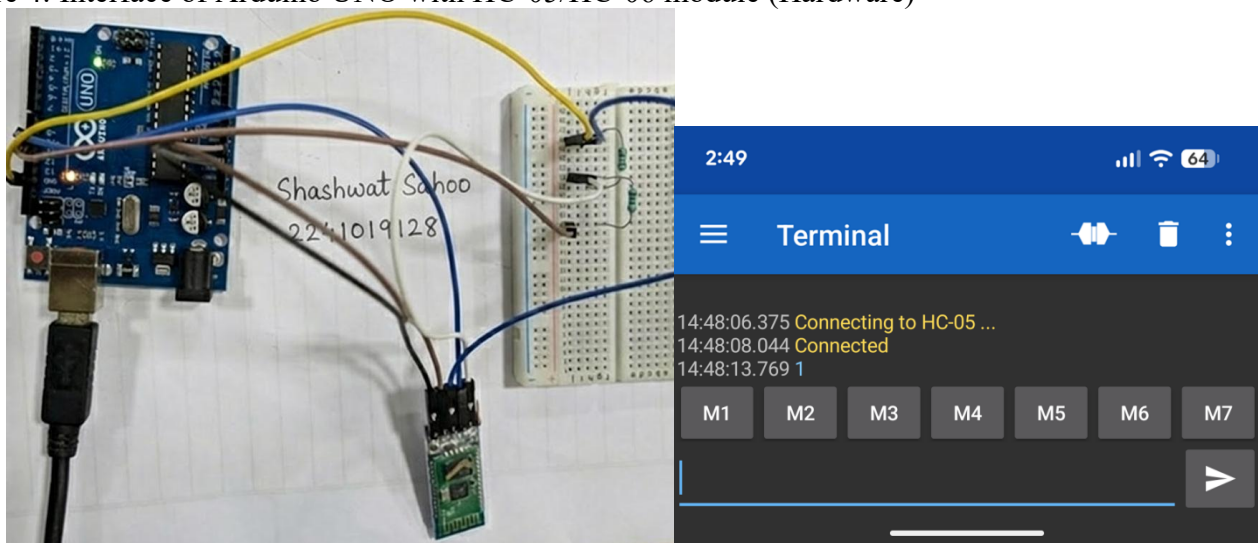 Shashwat Sahoo
2241019128
UNO
2:49
64
Terminal
14:48:06.375 Connecting to HC-05 ...
14:48:08.044 Connected
14:48:13.769 1
M1 M2 M3 M4 M5 M6 M7